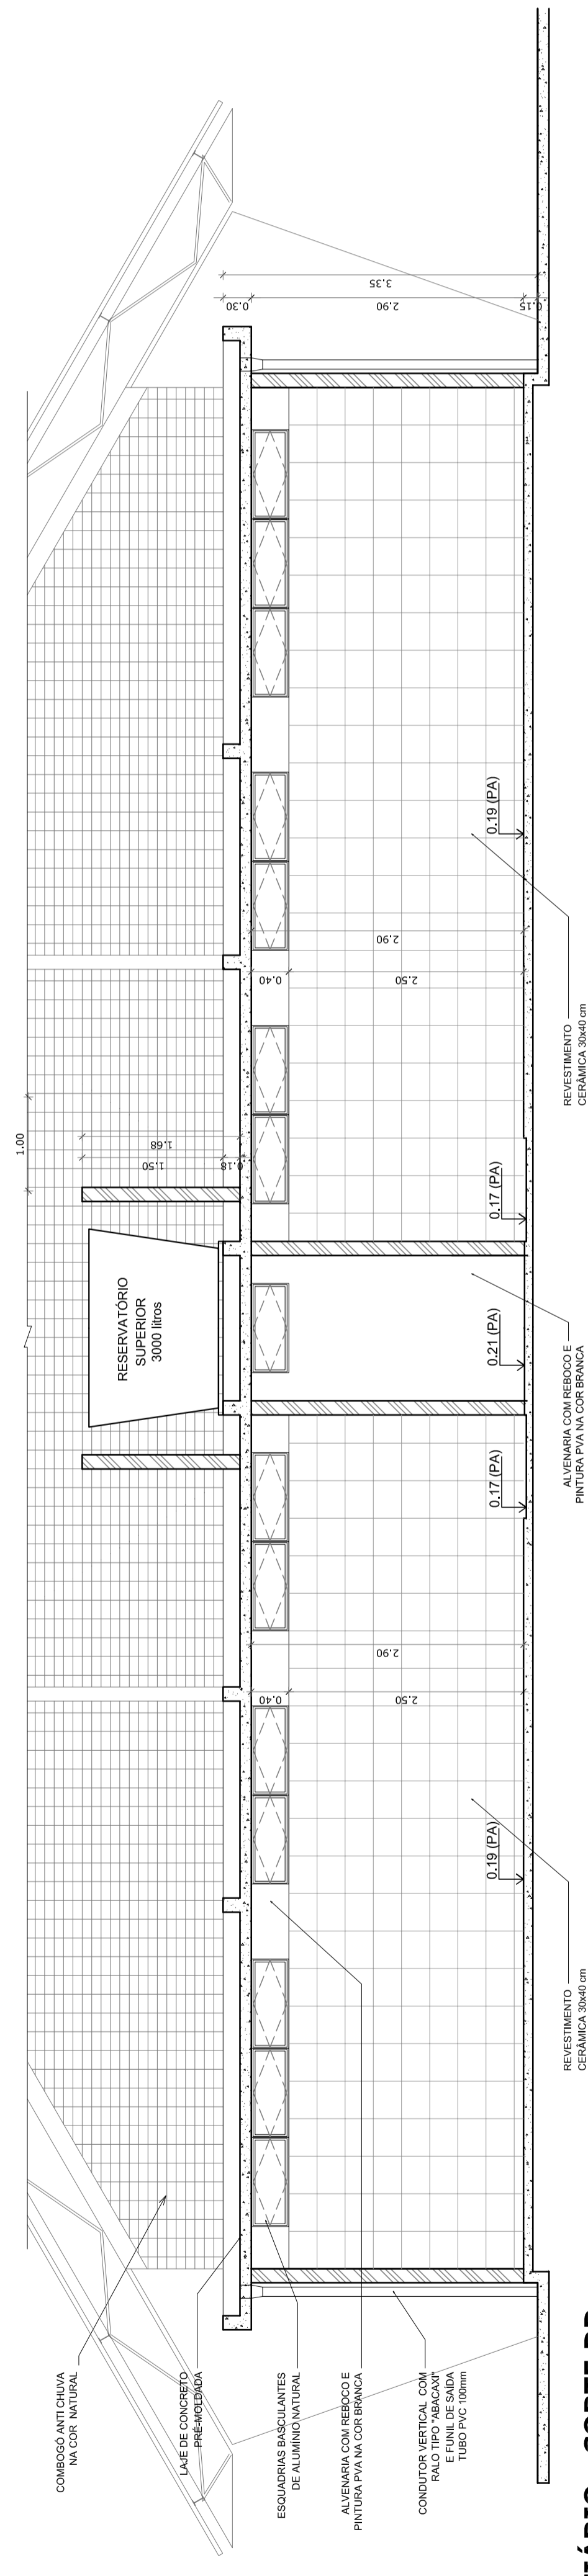 COMBOGÓ ANTI CHUVA
NA COR NATURAL
LAJE DE CONCRETO
PRÉ-MOLDADA
ESQUADRIAS BASCULANTES
DE ALUMÍNIO NATURAL
ALVENARIA COM REBOCO E
PINTURA PVA NA COR BRANCA
CONDUTOR VERTICAL COM
RALO TIPO "ABACAXI"
E FUNIL DE SAÍDA
TUBO PVC 100mm
RESERVATÓRIO
SUPERIOR
3000 litros
1.00
1.50
1.68
0.18
0.40
2.50
2.90
0.19 (PA)
0.17 (PA)
0.21 (PA)
0.17 (PA)
0.40
2.50
2.90
0.19 (PA)
0.30
2.90
0.15
3.35
REVESTIMENTO
CERÂMICA 30x40 cm
ALVENARIA COM REBOCO E
PINTURA PVA NA COR BRANCA
REVESTIMENTO
CERÂMICA 30x40 cm